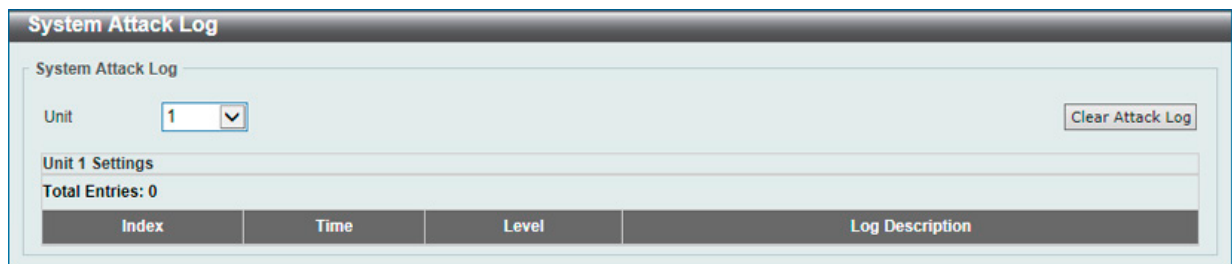 System Attack Log
System Attack Log
Unit 1 Clear Attack Log
Unit 1 Settings
Total Entries: 0
Index Time Level Log Description